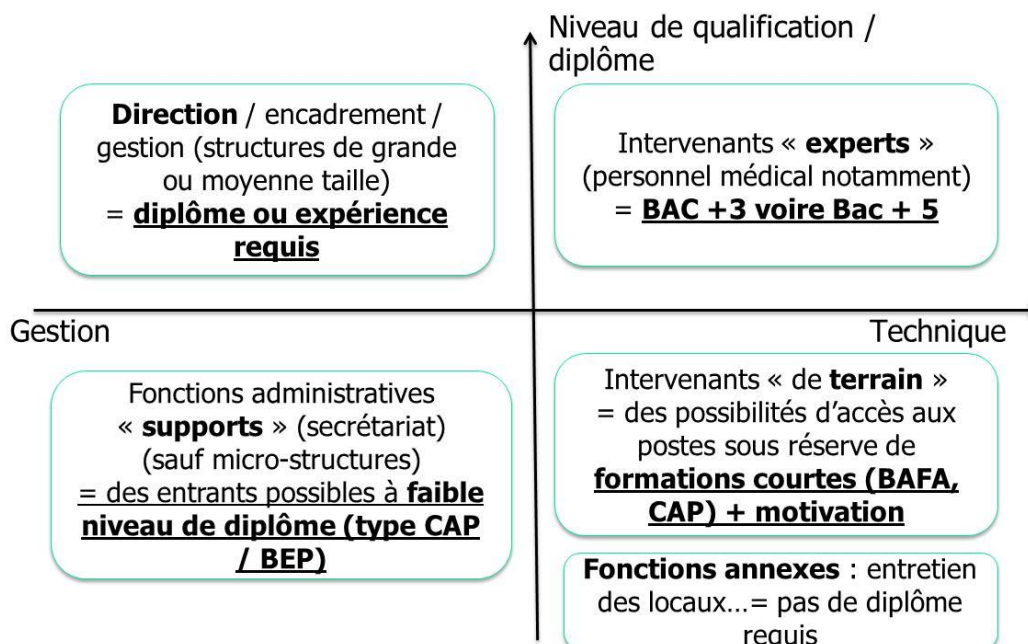 Niveau de qualification /
diplôme
Direction / encadrement /
gestion (structures de grande
ou moyenne taille)
= diplôme ou expérience
requis
Intervenants « experts »
(personnel médical notamment)
= BAC +3 voire Bac + 5
Gestion
Technique
Fonctions administratives
« supports » (secrétariat)
(sauf micro-structures)
= des entrants possibles à faible
niveau de diplôme (type CAP
/ BEP)
Intervenants « de terrain »
= des possibilités d’accès aux
postes sous réserve de
formations courtes (BAFA,
CAP) + motivation
Fonctions annexes : entretien
des locaux...= pas de diplôme
requis